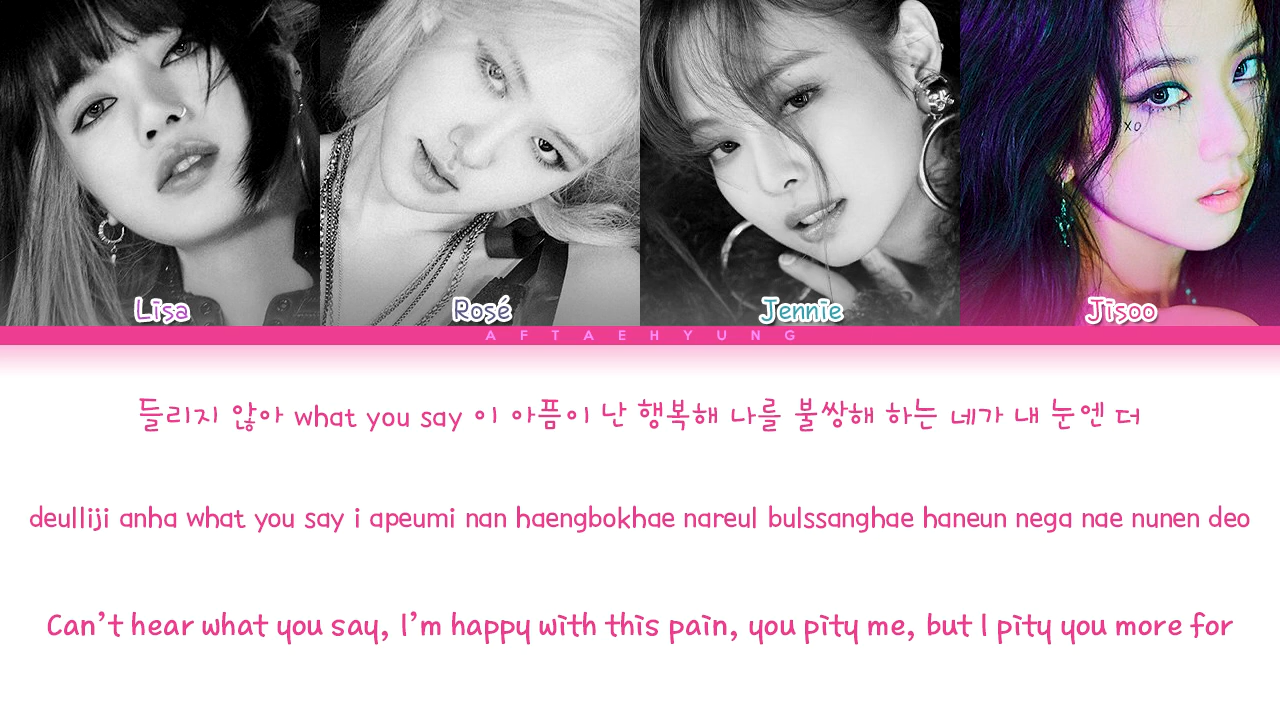 XO
Lisa
Rosé
Jennie
Jisoo
AFTAEHYUNG
들리지 않아 what you say 이 아픔이 난 행복해 나를 불쌍해 하는 네가 내 눈엔 더
deulliji anha what you say i apeumi nan haengbokhae nareul bulssanghae haneun nega nae nunen deo
Can't hear what you say, I'm happy with this pain, you pity me, but I pity you more for